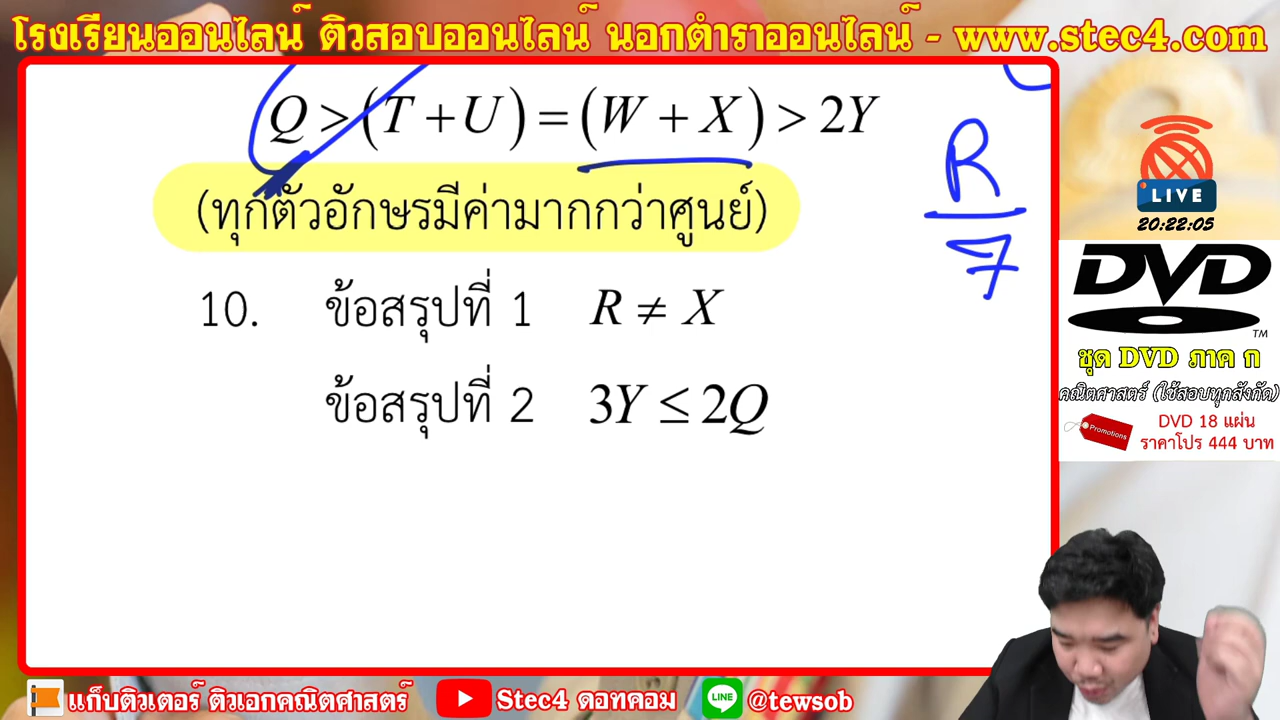 โรงเรียนออนไลน์ ติวสอบออนไลน์ นอกตำราออนไลน์ - www.stec4.com
Q > (T + U) = (W + X) > 2Y
(ทุกตัวอักษรมีค่ามากกว่าศูนย์)
R
7
10. ข้อสรุปที่ 1 R ≠ X
ข้อสรุปที่ 2 3Y ≤ 2Q
LIVE
20:22:05
DVD
TM
ชุด DVD ภาค ก
คณิตศาสตร์ (ใช้สอบทุกสังกัด)
Promotions
DVD 18 แผ่น
ราคาโปร 444 บาท
แก็บติวเตอร์ ติวเอกคณิตศาสตร์
Stec4 ดอทคอม
LINE
@tewsob